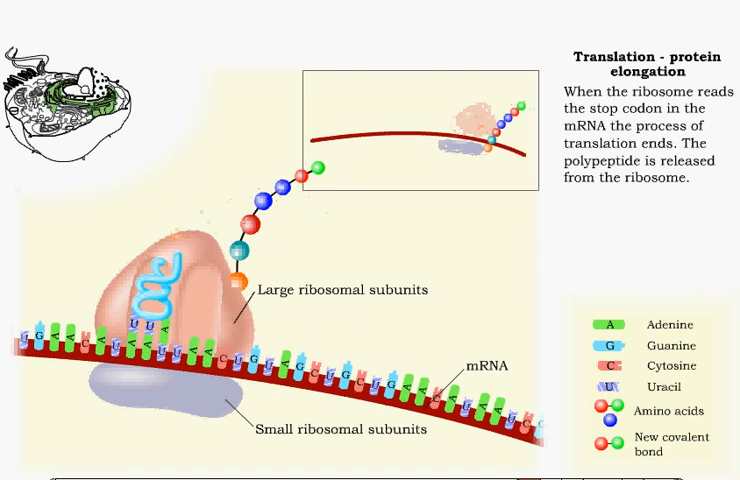 Translation - protein
elongation
When the ribosome reads
the stop codon in the
mRNA the process of
translation ends. The
polypeptide is released
from the ribosome.
Large ribosomal subunits
U U A
U G A A C A U A A U U A A C U G U A G C U G C U G A A C A U A A U C G
mRNA
Small ribosomal subunits
A Adenine
G Guanine
C Cytosine
U Uracil
Amino acids
New covalent
bond